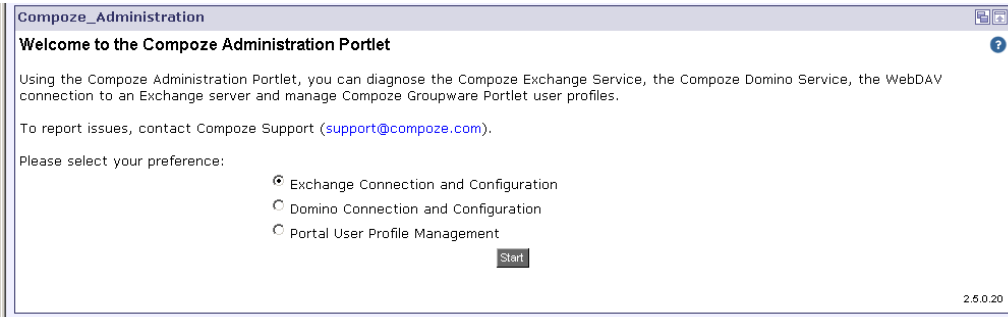 Compoze_Administration
Welcome to the Compoze Administration Portlet
?
Using the Compoze Administration Portlet, you can diagnose the Compoze Exchange Service, the Compoze Domino Service, the WebDAV
connection to an Exchange server and manage Compoze Groupware Portlet user profiles.
To report issues, contact Compoze Support (support@compoze.com).
Please select your preference:
Exchange Connection and Configuration
Domino Connection and Configuration
Portal User Profile Management
Start
2.5.0.20